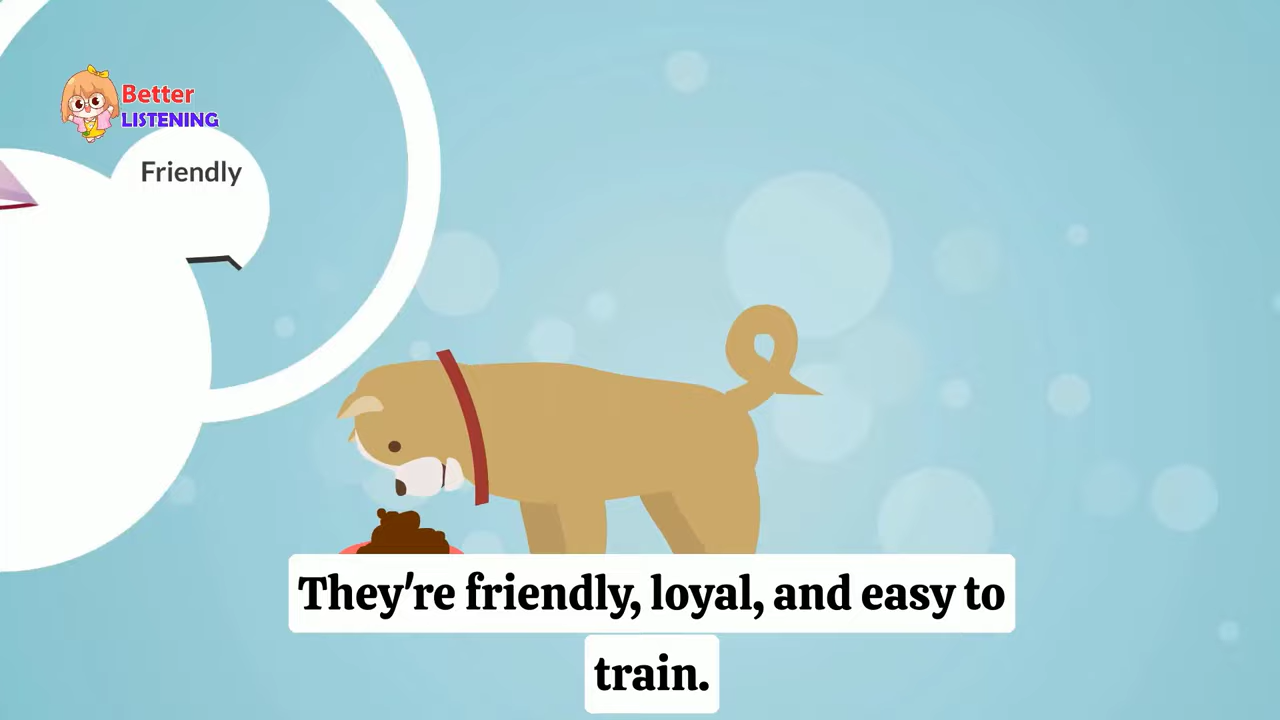 Better
LISTENING
Friendly
They're friendly, loyal, and easy to
train.